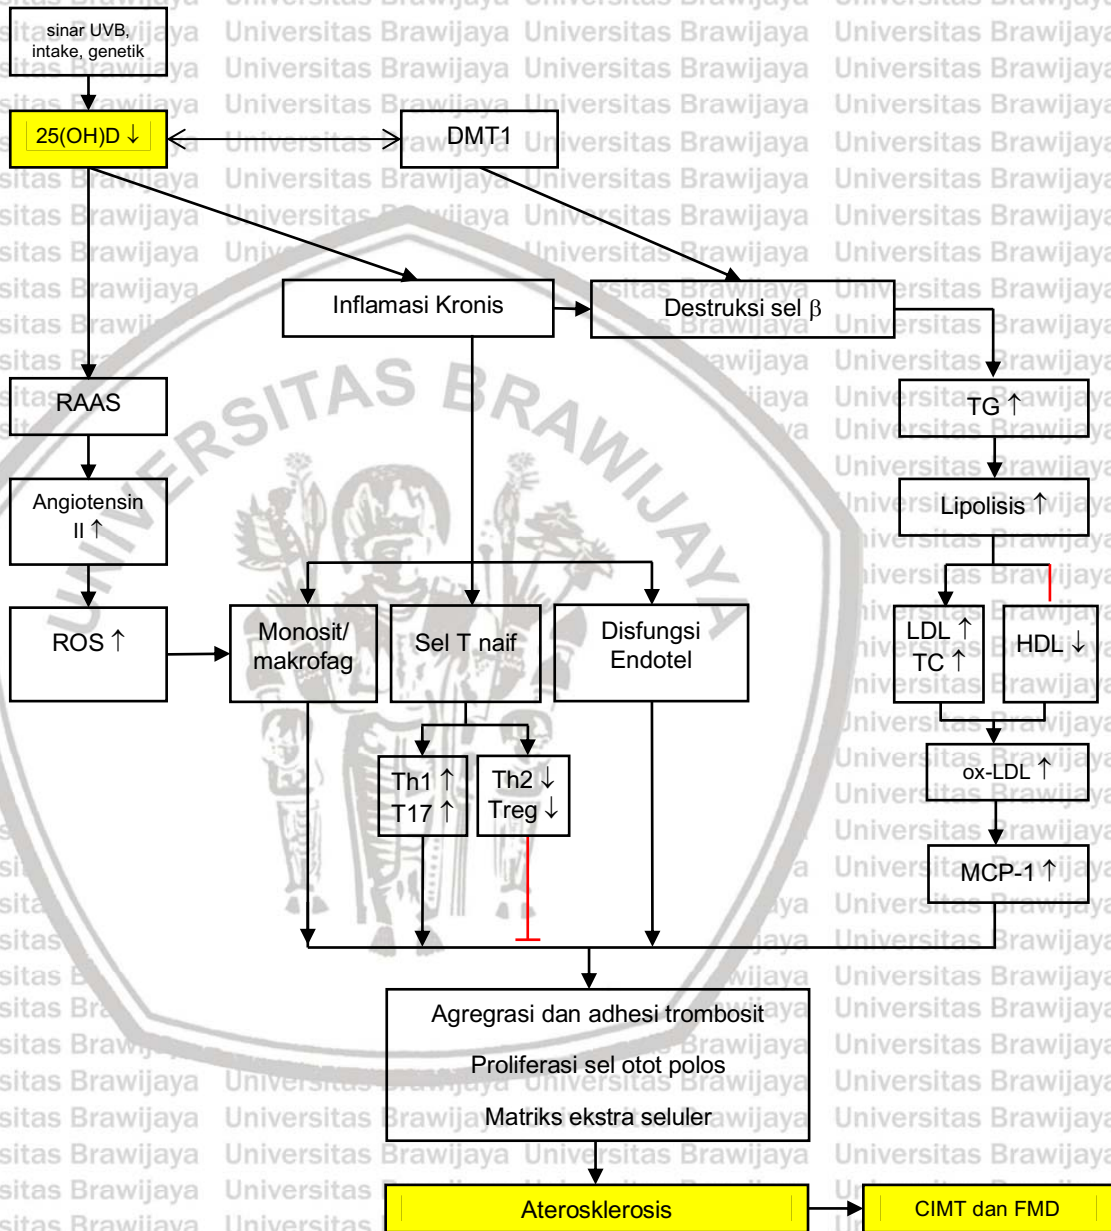 sinar UVB,
intake, genetik
25(OH)D ↓
DMT1
Inflamasi Kronis
Destruksi sel β
RAAS
TG ↑
Angiotensin
II ↑
Lipolisis ↑
ROS ↑
Monosit/
makrofag
Sel T naif
Disfungsi
Endotel
LDL ↑
TC ↑
HDL ↓
Th1 ↑
T17 ↑
Th2 ↓
Treg ↓
ox-LDL ↑
MCP-1 ↑
Agregrasi dan adhesi trombosit
Proliferasi sel otot polos
Matriks ekstra seluler
Aterosklerosis
CIMT dan FMD
UNIVERSITAS BRAWIJAYA
Universitas Brawijaya